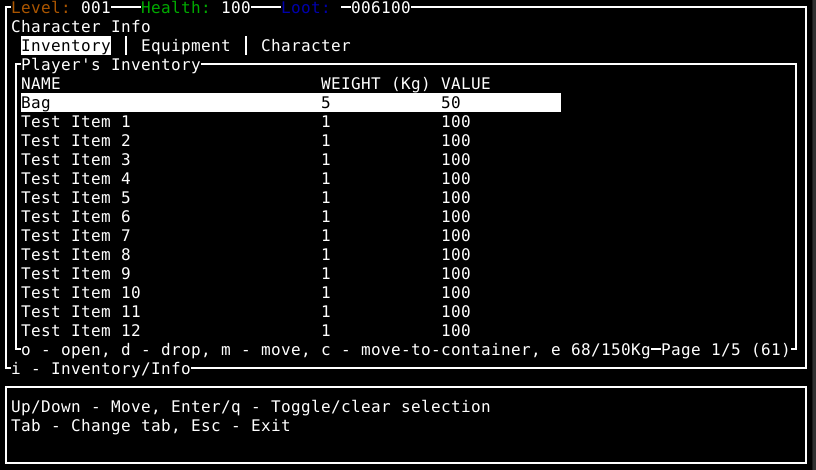 Level: 001 Health: 100 Loot: 006100
Character Info
Inventory | Equipment | Character
Player's Inventory
NAME WEIGHT (Kg) VALUE
Bag 5 50
Test Item 1 1 100
Test Item 2 1 100
Test Item 3 1 100
Test Item 4 1 100
Test Item 5 1 100
Test Item 6 1 100
Test Item 7 1 100
Test Item 8 1 100
Test Item 9 1 100
Test Item 10 1 100
Test Item 11 1 100
Test Item 12 1 100
o - open, d - drop, m - move, c - move-to-container, e 68/150Kg Page 1/5 (61)
i - Inventory/Info
Up/Down - Move, Enter/q - Toggle/clear selection
Tab - Change tab, Esc - Exit